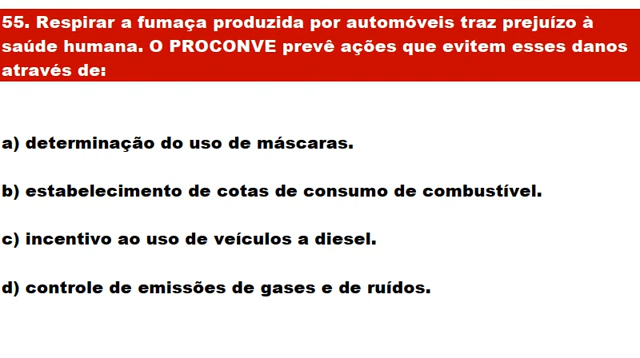 55. Respirar a fumaça produzida por automóveis traz prejuízo à
saúde humana. O PROCONVE prevê ações que evitem esses danos
através de:
a) determinação do uso de máscaras.
b) estabelecimento de cotas de consumo de combustível.
c) incentivo ao uso de veículos a diesel.
d) controle de emissões de gases e de ruídos.